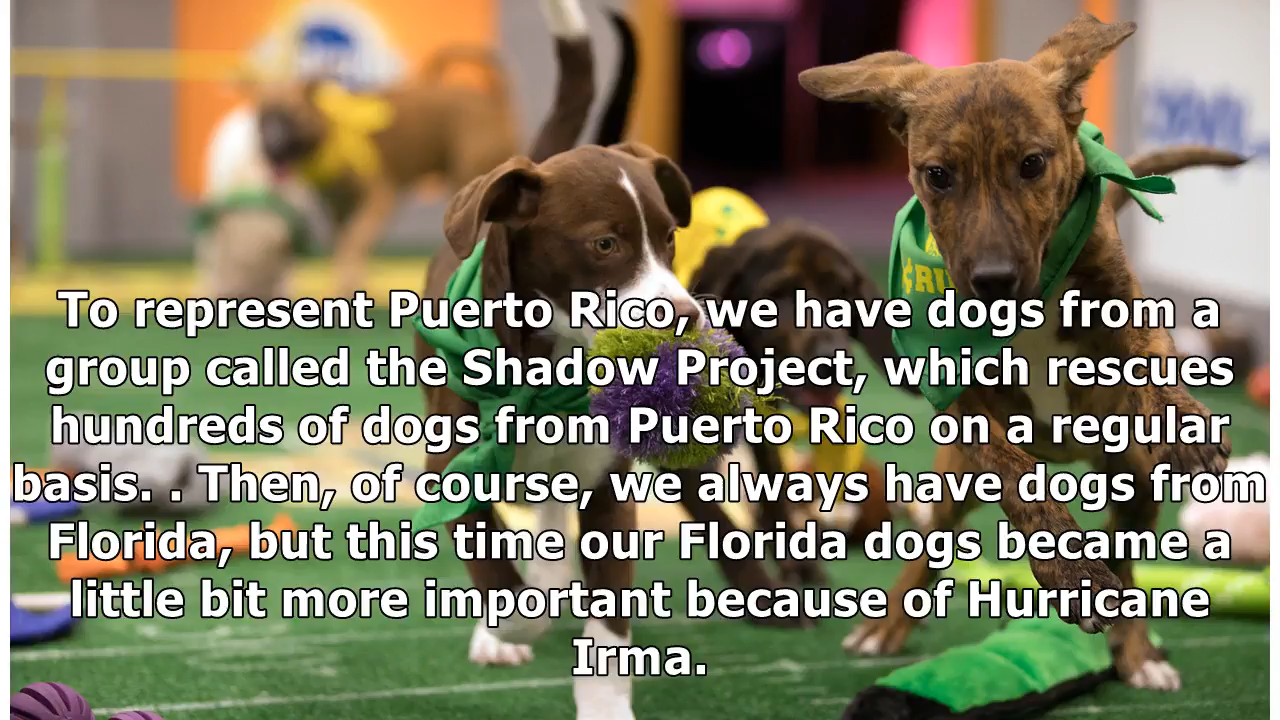 To represent Puerto Rico, we have dogs from a
group called the Shadow Project, which rescues
hundreds of dogs from Puerto Rico on a regular
basis. . Then, of course, we always have dogs from
Florida, but this time our Florida dogs became a
little bit more important because of Hurricane
Irma.